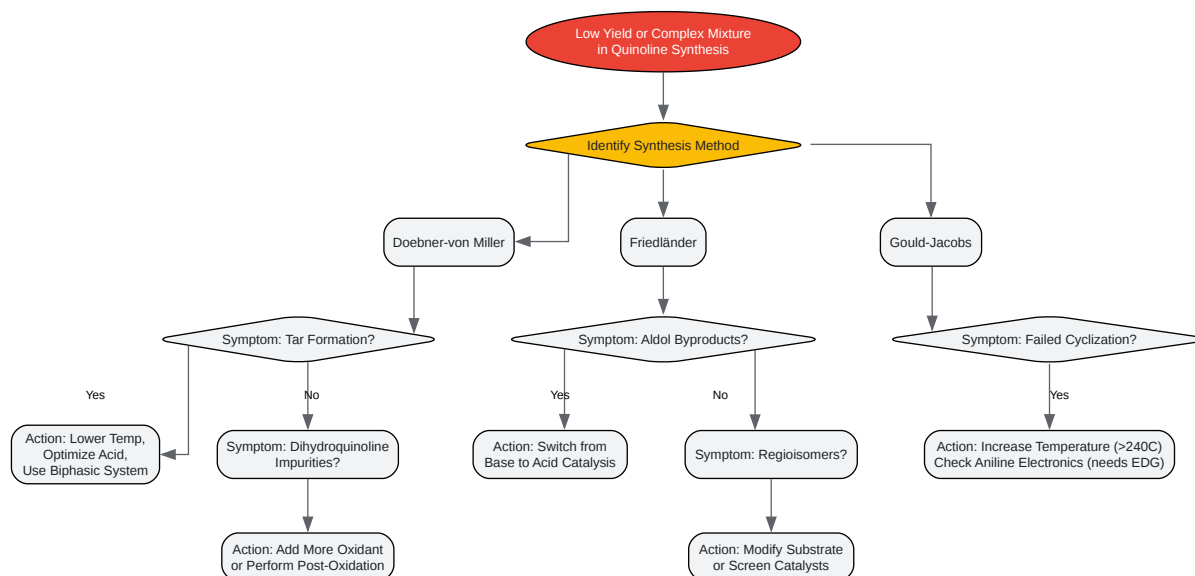 Low Yield or Complex Mixture
in Quinoline Synthesis
Identify Synthesis Method
Doebner-von Miller
Friedländer
Gould-Jacobs
Symptom: Tar Formation?
Symptom: Aldol Byproducts?
Symptom: Failed Cyclization?
Yes
No
Yes
No
Yes
Action: Lower Temp,
Optimize Acid,
Use Biphasic System
Symptom: Dihydroquinoline
Impurities?
Action: Switch from
Base to Acid Catalysis
Symptom: Regioisomers?
Action: Increase Temperature (>240C)
Check Aniline Electronics (needs EDG)
Action: Add More Oxidant
or Perform Post-Oxidation
Action: Modify Substrate
or Screen Catalysts